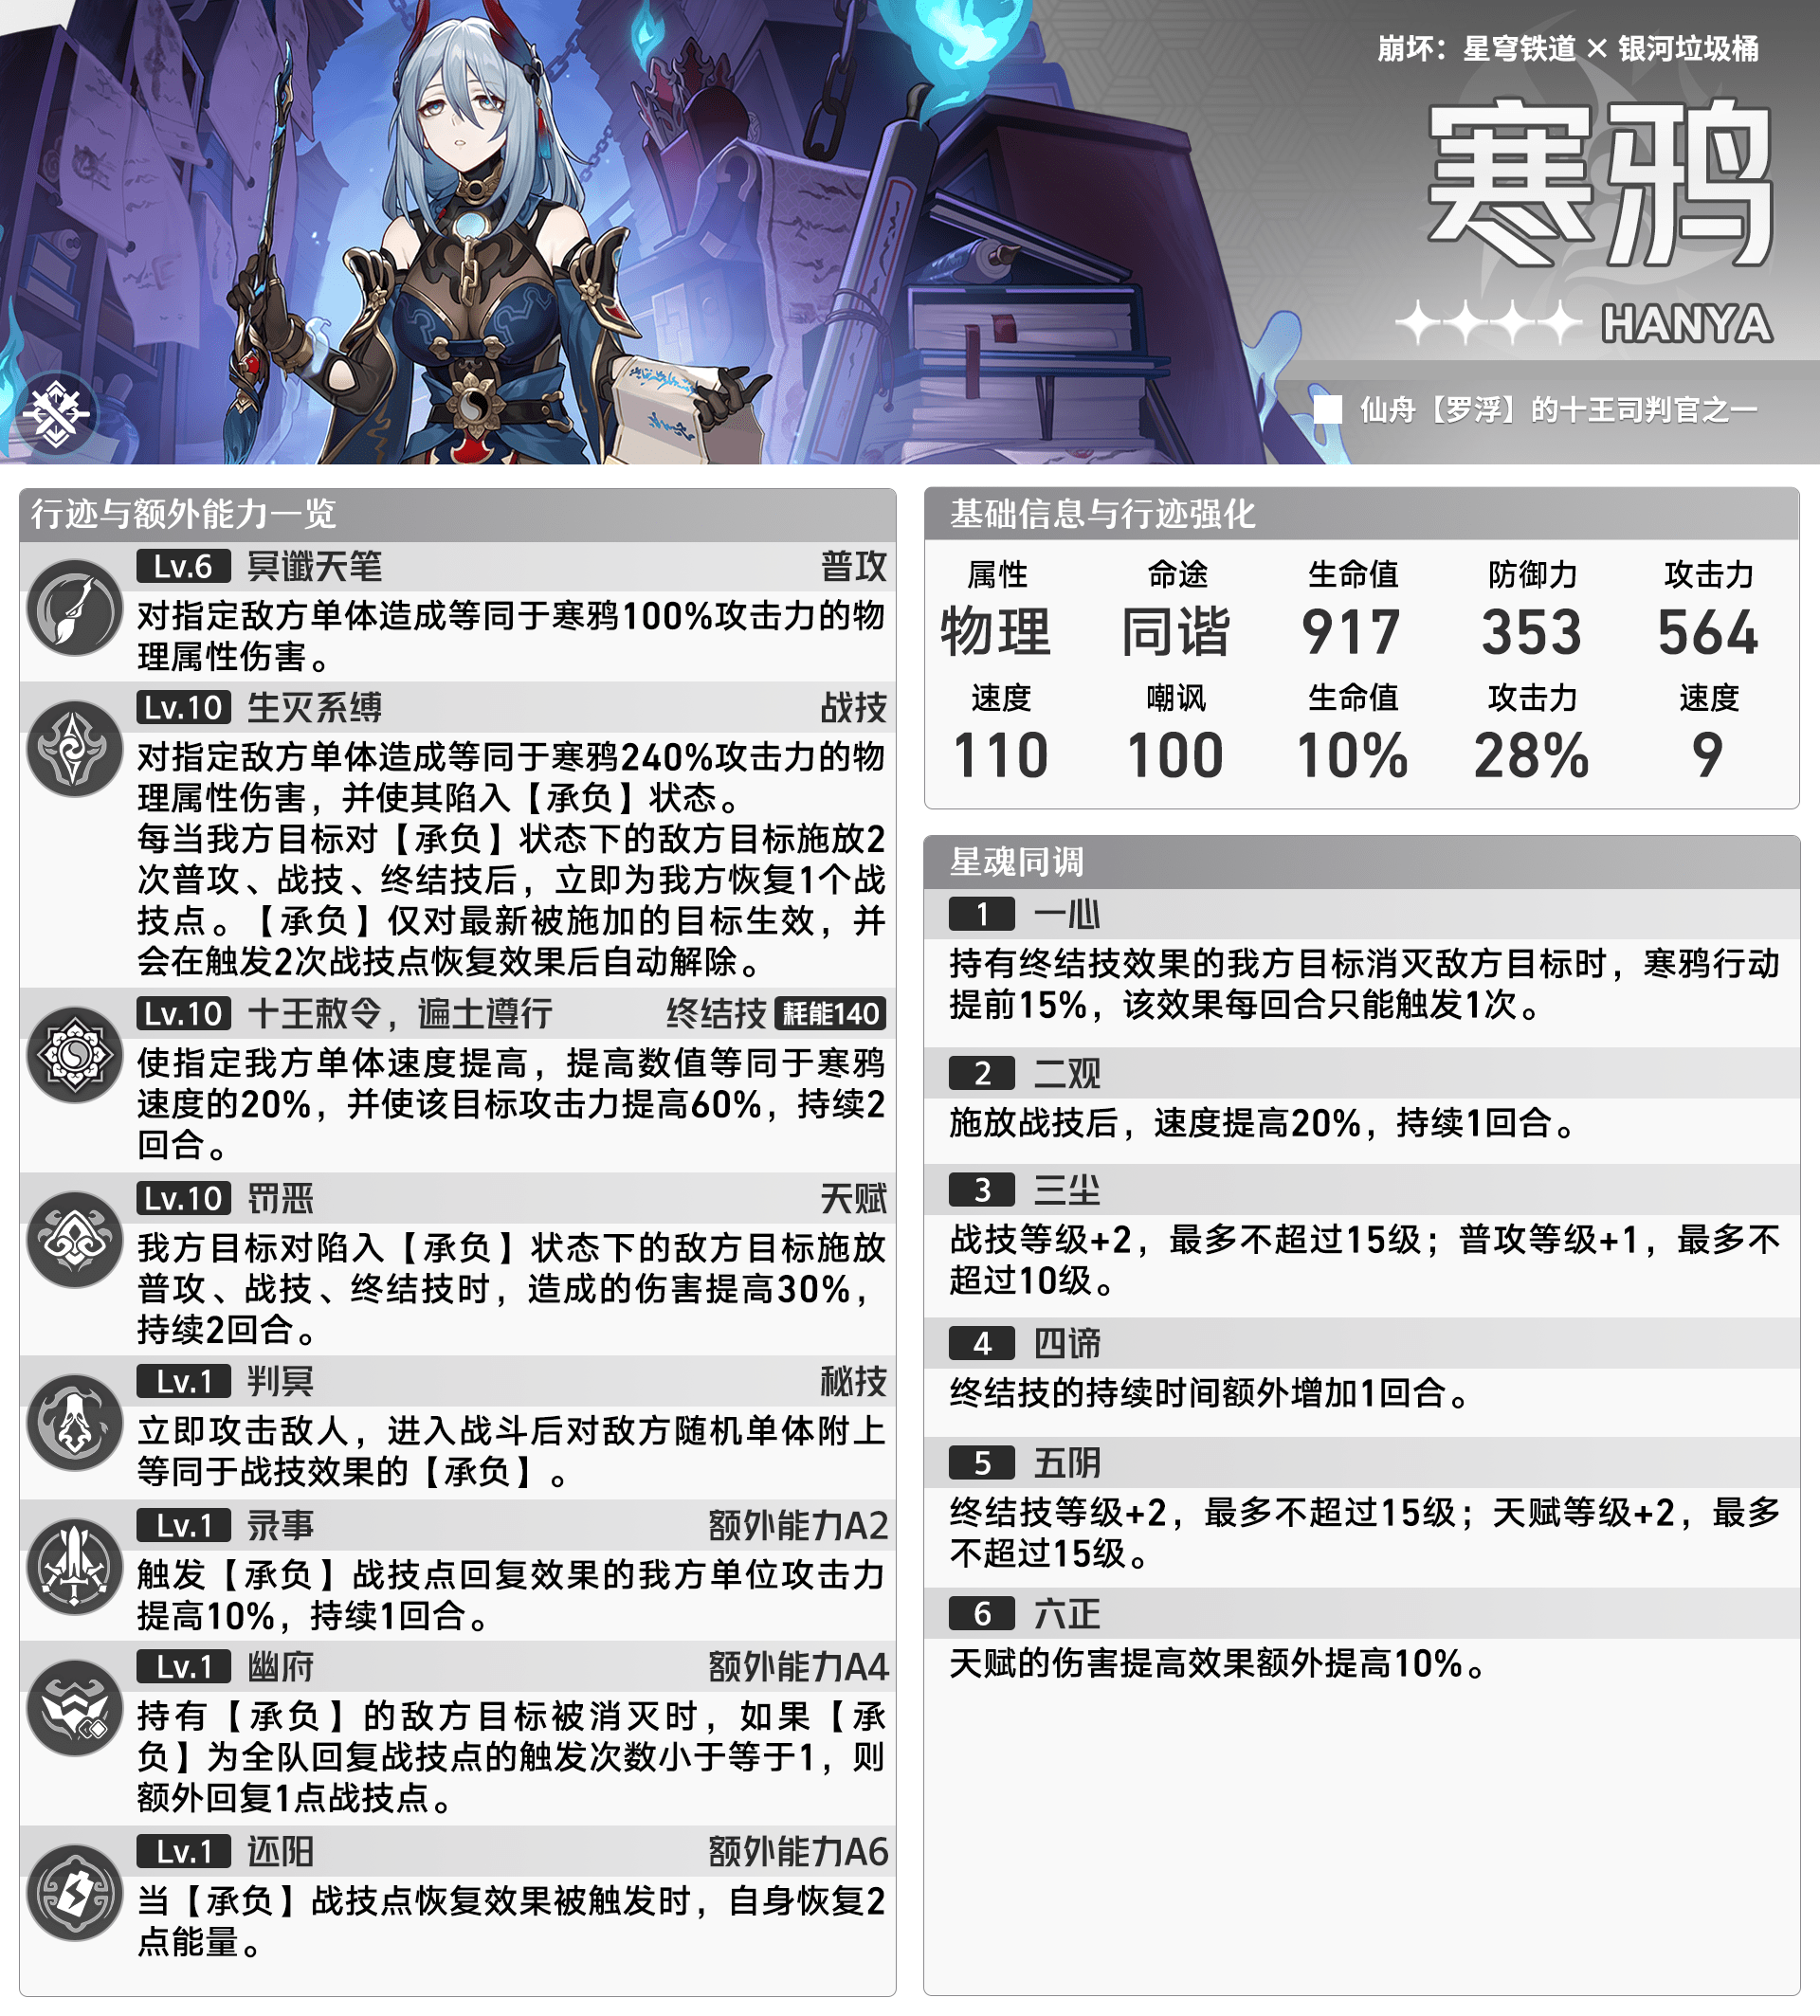 崩坏：星穹铁道 × 银河垃圾桶
寒鸦
HANYA
仙舟【罗浮】的十王司判官之一
行迹与额外能力一览
Lv.6 冥谶天笔 普攻
对指定敌方单体造成等同于寒鸦100%攻击力的物
理属性伤害。
Lv.10 生灭系缚 战技
对指定敌方单体造成等同于寒鸦240%攻击力的物
理属性伤害，并使其陷入【承负】状态。
每当我方目标对【承负】状态下的敌方目标施放2
次普攻、战技、终结技后，立即为我方恢复1个战
技点。【承负】仅对最新被施加的目标生效，并
会在触发2次战技点恢复效果后自动解除。
Lv.10 十王敕令，遍土遵行 终结技 耗能140
使指定我方单体速度提高，提高数值等同于寒鸦
速度的20%，并使该目标攻击力提高60%，持续2
回合。
Lv.10 罚恶 天赋
我方目标对陷入【承负】状态下的敌方目标施放
普攻、战技、终结技时，造成的伤害提高30%，
持续2回合。
Lv.1 判冥 秘技
立即攻击敌人，进入战斗后对敌方随机单体附上
等同于战技效果的【承负】。
Lv.1 录事 额外能力A2
触发【承负】战技点回复效果的我方单位攻击力
提高10%，持续1回合。
Lv.1 幽府 额外能力A4
持有【承负】的敌方目标被消灭时，如果【承
负】为全队回复战技点的触发次数小于等于1，则
额外回复1点战技点。
Lv.1 还阳 额外能力A6
当【承负】战技点恢复效果被触发时，自身恢复2
点能量。
基础信息与行迹强化
属性 命途 生命值 防御力 攻击力
物理 同谐 917 353 564
速度 嘲讽 生命值 攻击力 速度
110 100 10% 28% 9
星魂同调
1 一心
持有终结技效果的我方目标消灭敌方目标时，寒鸦行动
提前15%，该效果每回合只能触发1次。
2 二观
施放战技后，速度提高20%，持续1回合。
3 三尘
战技等级+2，最多不超过15级；普攻等级+1，最多不
超过10级。
4 四谛
终结技的持续时间额外增加1回合。
5 五阴
终结技等级+2，最多不超过15级；天赋等级+2，最多
不超过15级。
6 六正
天赋的伤害提高效果额外提高10%。